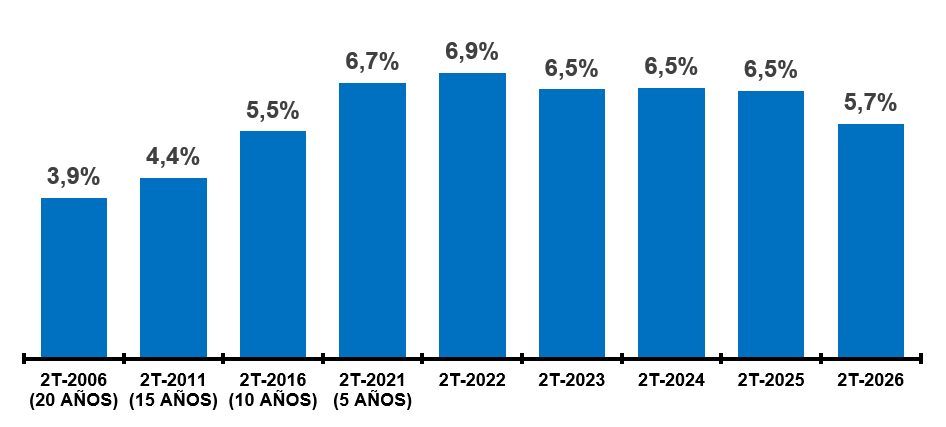 3,9%
4,4%
5,5%
6,7%
6,9%
6,5%
6,5%
6,5%
5,7%
2T-2006
(20 AÑOS)
2T-2011
(15 AÑOS)
2T-2016
(10 AÑOS)
2T-2021
(5 AÑOS)
2T-2022
2T-2023
2T-2024
2T-2025
2T-2026